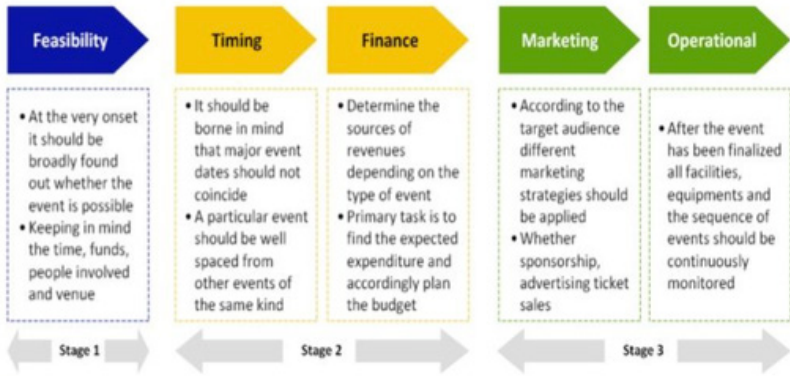 Feasibility
Timing
Finance
Marketing
Operational
• At the very onset
it should be
broadly found
out whether the
event is possible
• Keeping in mind
the time, funds,
people involved
and venue
• It should be
borne in mind
that major event
dates should not
coincide
• A particular event
should be well
spaced from
other events of
the same kind
• Determine the
sources of
revenues
depending on the
type of event
• Primary task is to
find the expected
expenditure and
accordingly plan
the budget
• According to the
target audience
different
marketing
strategies should
be applied
• Whether
sponsorship,
advertising ticket
sales
• After the event
has been finalized
all facilities,
equipments and
the sequence of
events should be
continuously
monitored
Stage 1
Stage 2
Stage 3